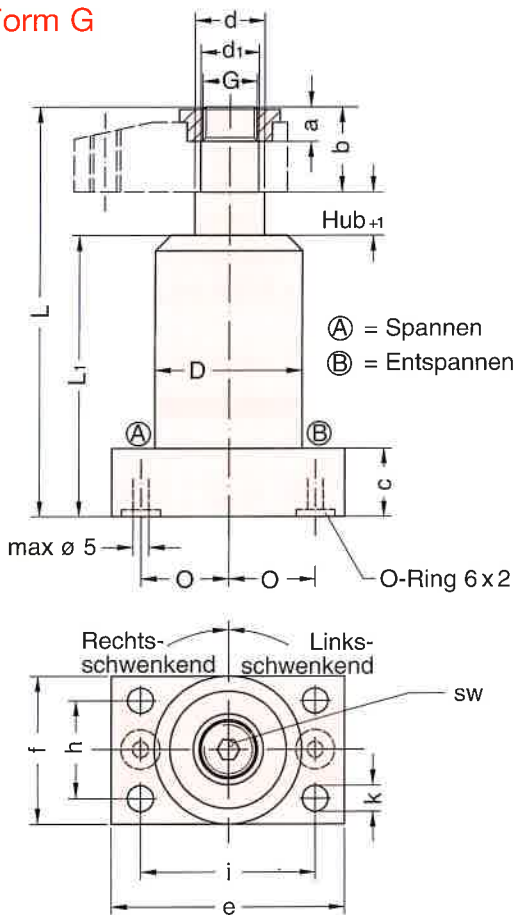 Form G
d
d1
G
a
b
Hub +1
L
L1
D
Ⓐ = Spannen
Ⓑ = Entspannen
Ⓐ
Ⓑ
c
max ø 5
O
O
O-Ring 6 x 2
Rechts-
schwenkend
Links-
schwenkend
sw
f
h
k
i
e